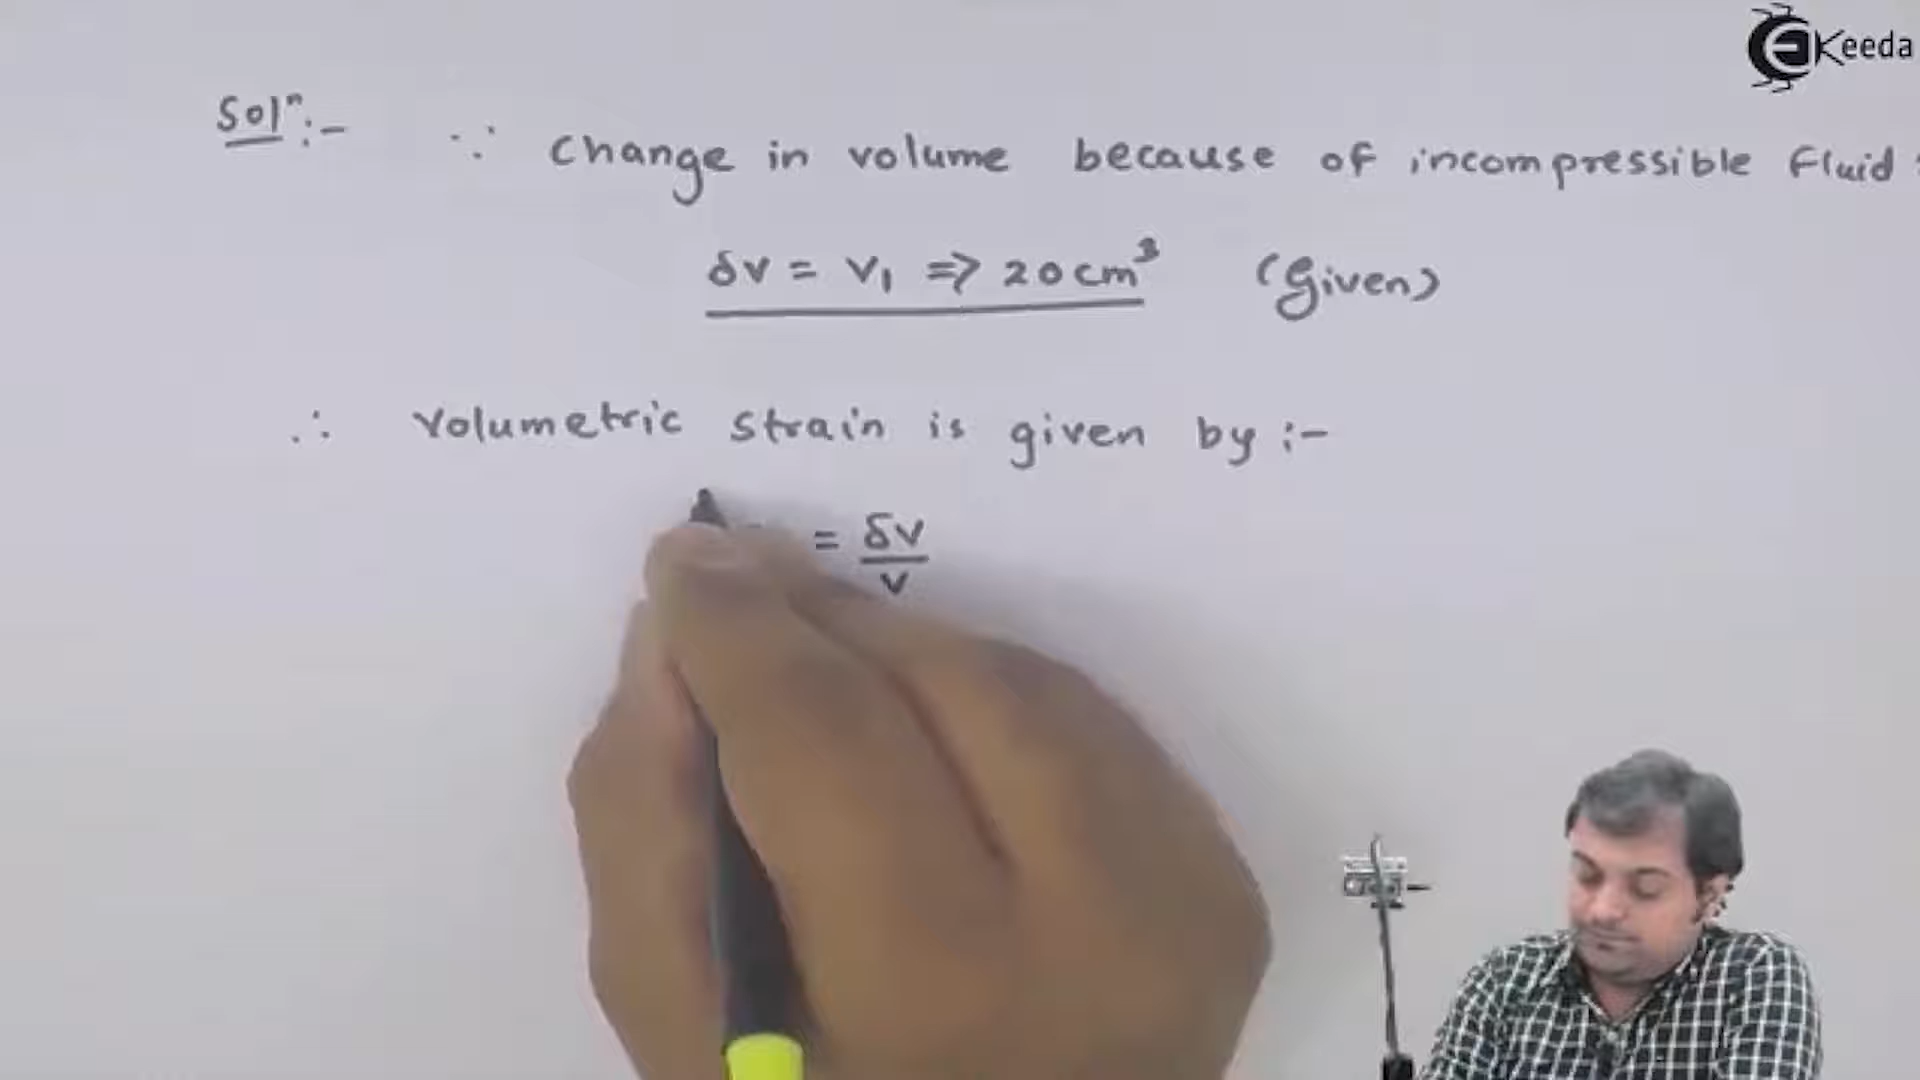 EKeeda
Solⁿ :- ∵ change in volume because of incompressible fluid
δv = v₁ => 20 cm³ (Given)
∴ volumetric strain is given by :-
= δv/v